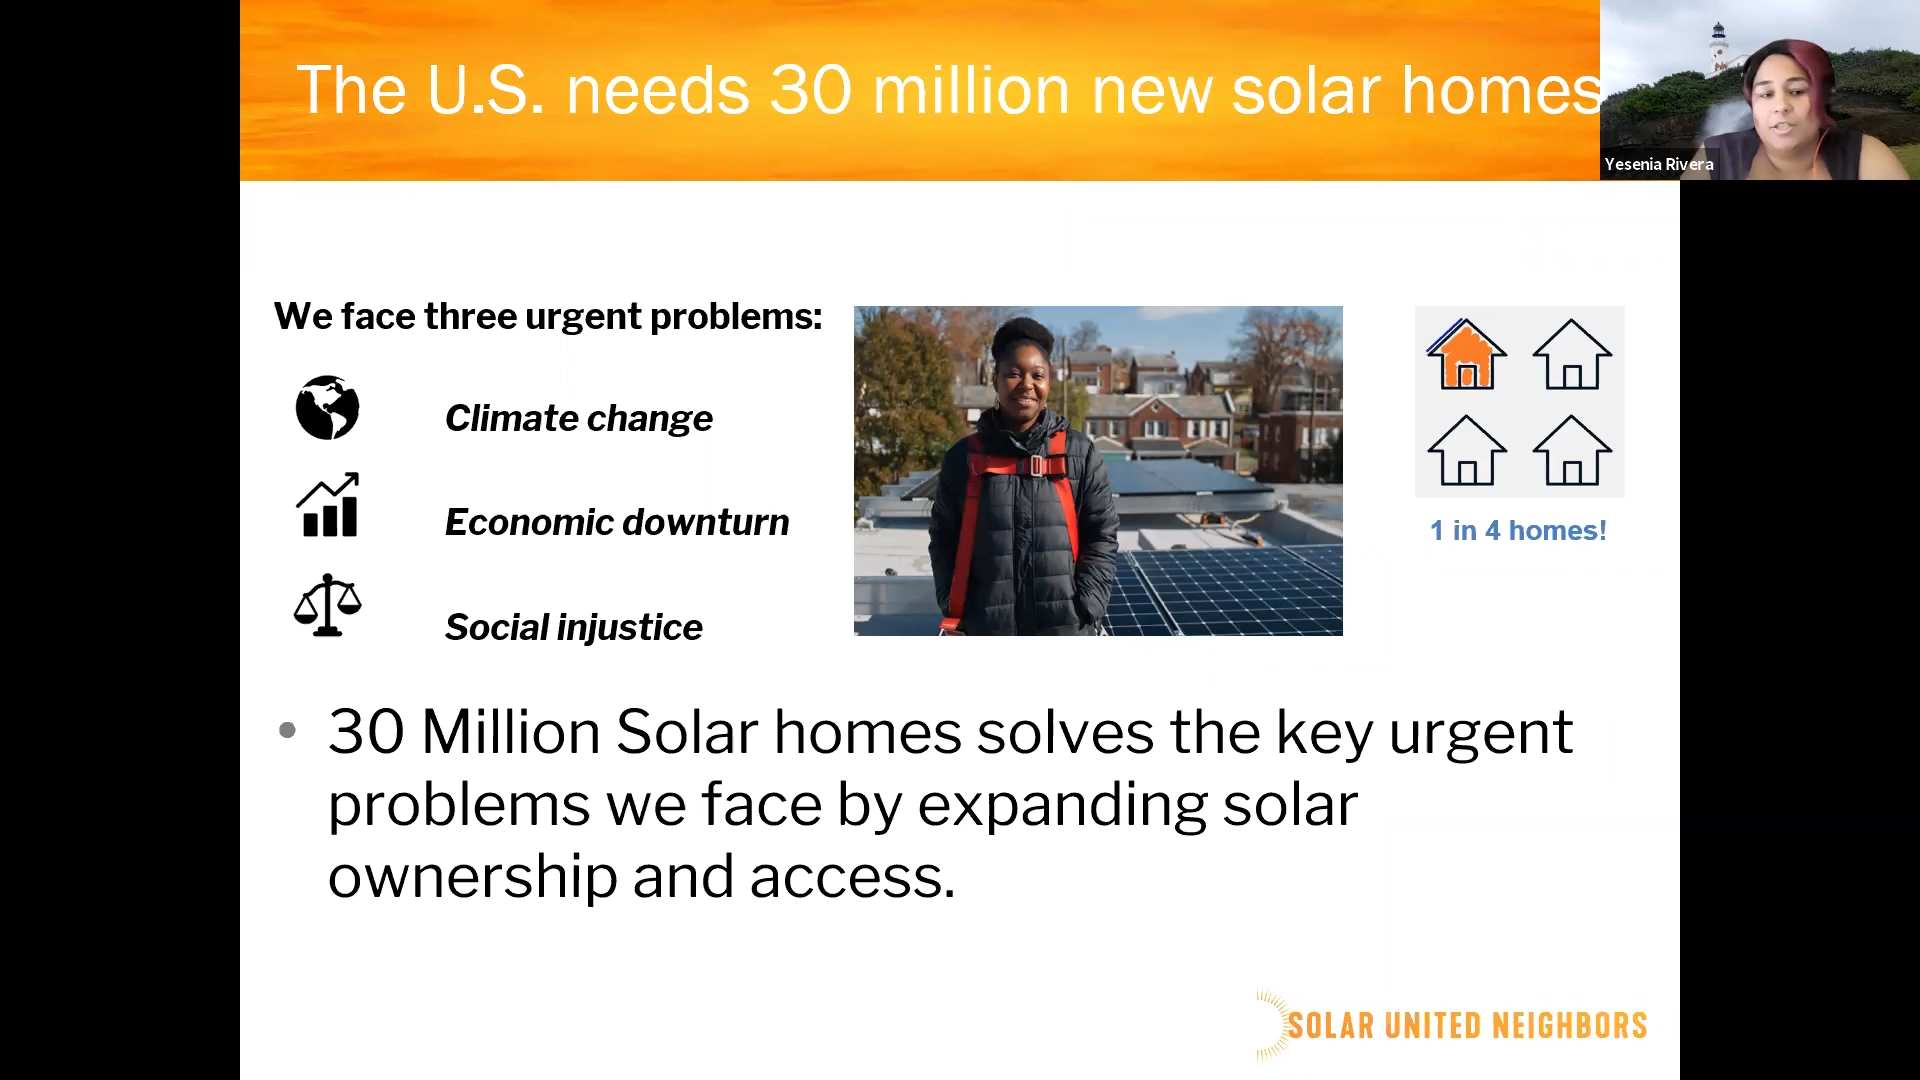 The U.S. needs 30 million new solar homes
Yesenia Rivera
We face three urgent problems:
Climate change
Economic downturn
Social injustice
1 in 4 homes!
• 30 Million Solar homes solves the key urgent
problems we face by expanding solar
ownership and access.
SOLAR UNITED NEIGHBORS